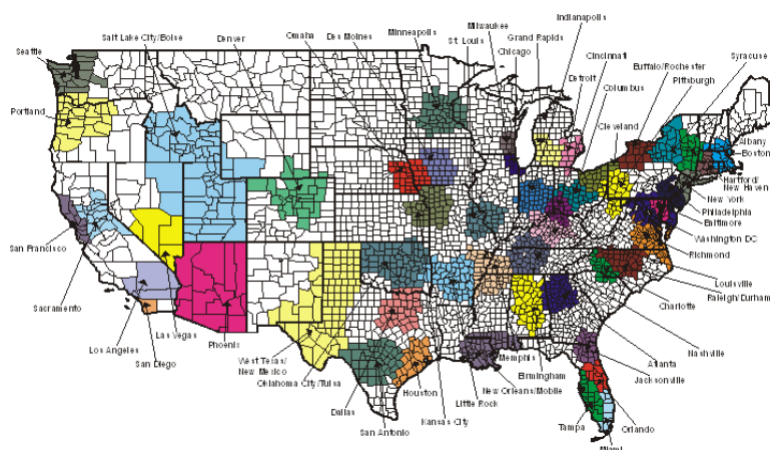 Indianapolis
Milwaukee
Grand Rapids
Salt Lake City/Boise
Omaha
Des Moines
Minneapolis
St. Louis
Chicago
Cincinnati
Seattle
Denver
Detroit
Buffalo/Rochester
Syracuse
Columbus
Pittsburgh
Portland
Cleveland
Albany
Boston
Hartford/
New Haven
New York
Philadelphia
Baltimore
San Francisco
Washington DC
Richmond
Sacramento
Louisville
Raleigh/Durham
Las Vegas
Charlotte
Los Angeles
Phoenix
San Diego
West Texas/
New Mexico
Nashville
Memphis
Atlanta
Oklahoma City/Tulsa
Birmingham
Houston
New Orleans/Mobile
Jacksonville
Dallas
Little Rock
Kansas City
Orlando
San Antonio
Tampa
Miami